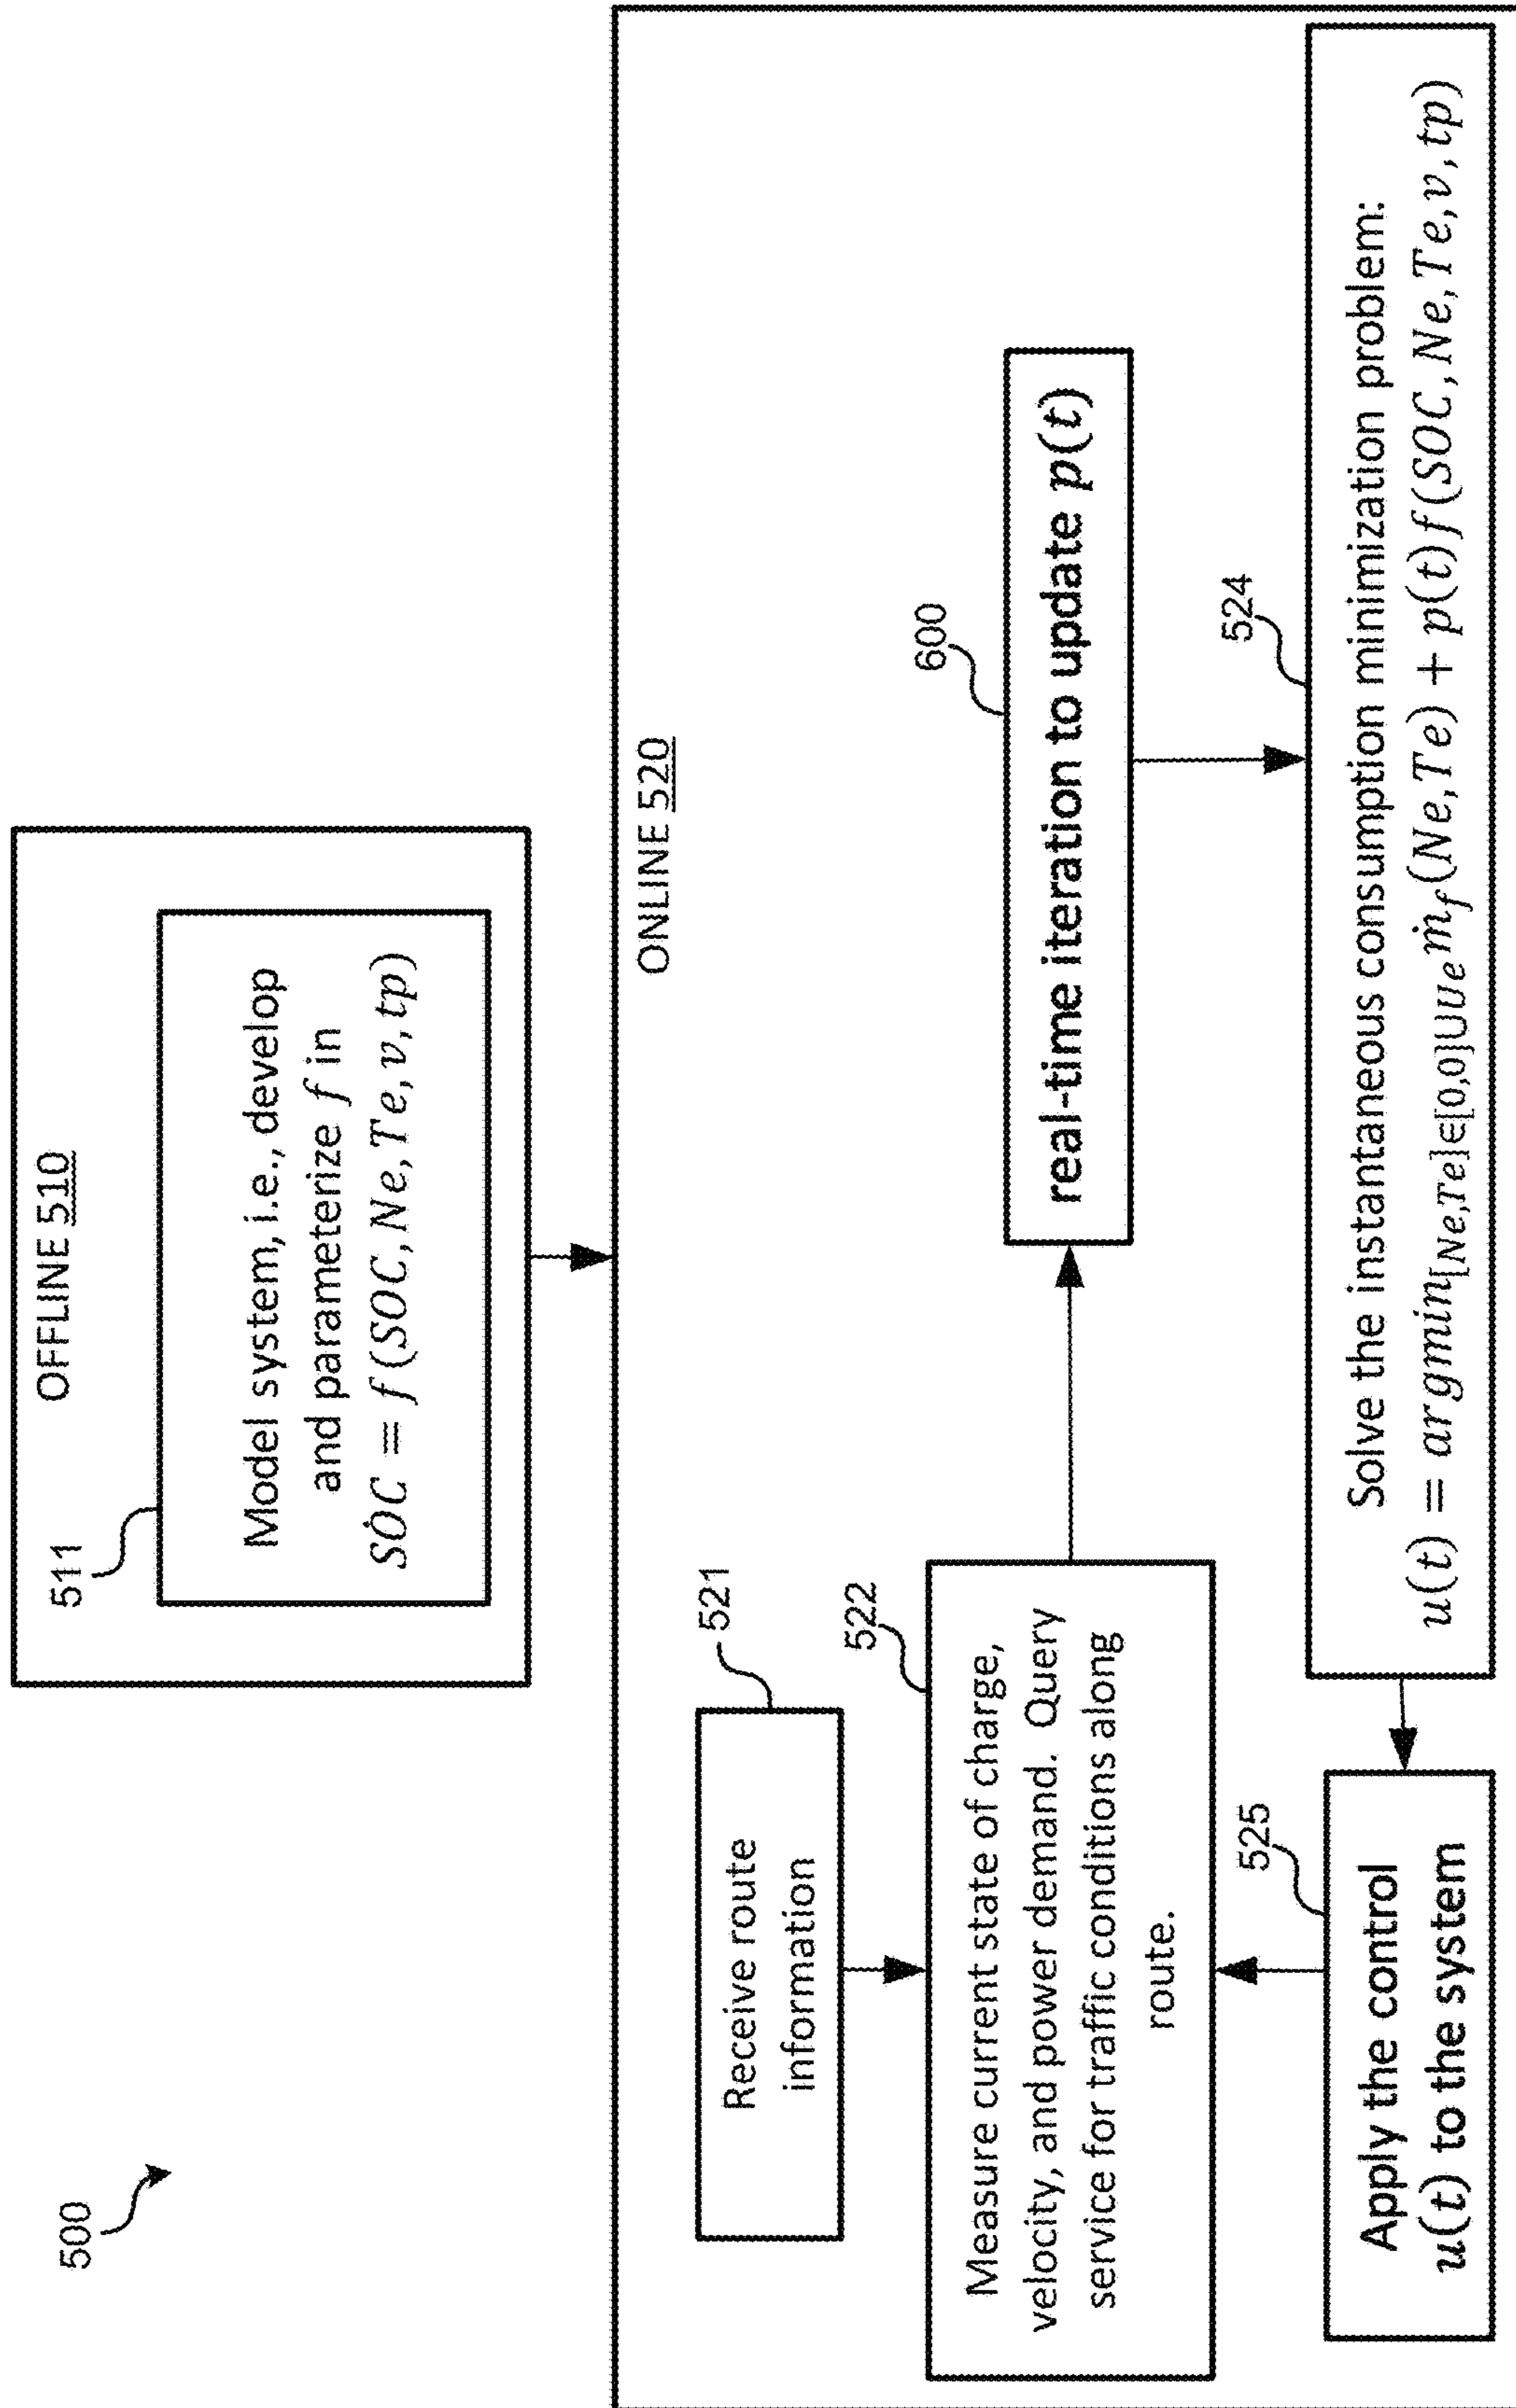 500
OFFLINE 510
511
Model system, i.e., develop
and parameterize f in
SȮC = f(SOC, Ne, Te, v, tp)
ONLINE 520
521
Receive route
information
522
Measure current state of charge,
velocity, and power demand. Query
service for traffic conditions along
route.
600
real-time iteration to update p(t)
524
Solve the instantaneous consumption minimization problem:
u(t) = argmin[Ne,Te]∈[0,0]∪Ue ṁf(Ne, Te) + p(t)f(SOC, Ne, Te, v, tp)
525
Apply the control
u(t) to the system